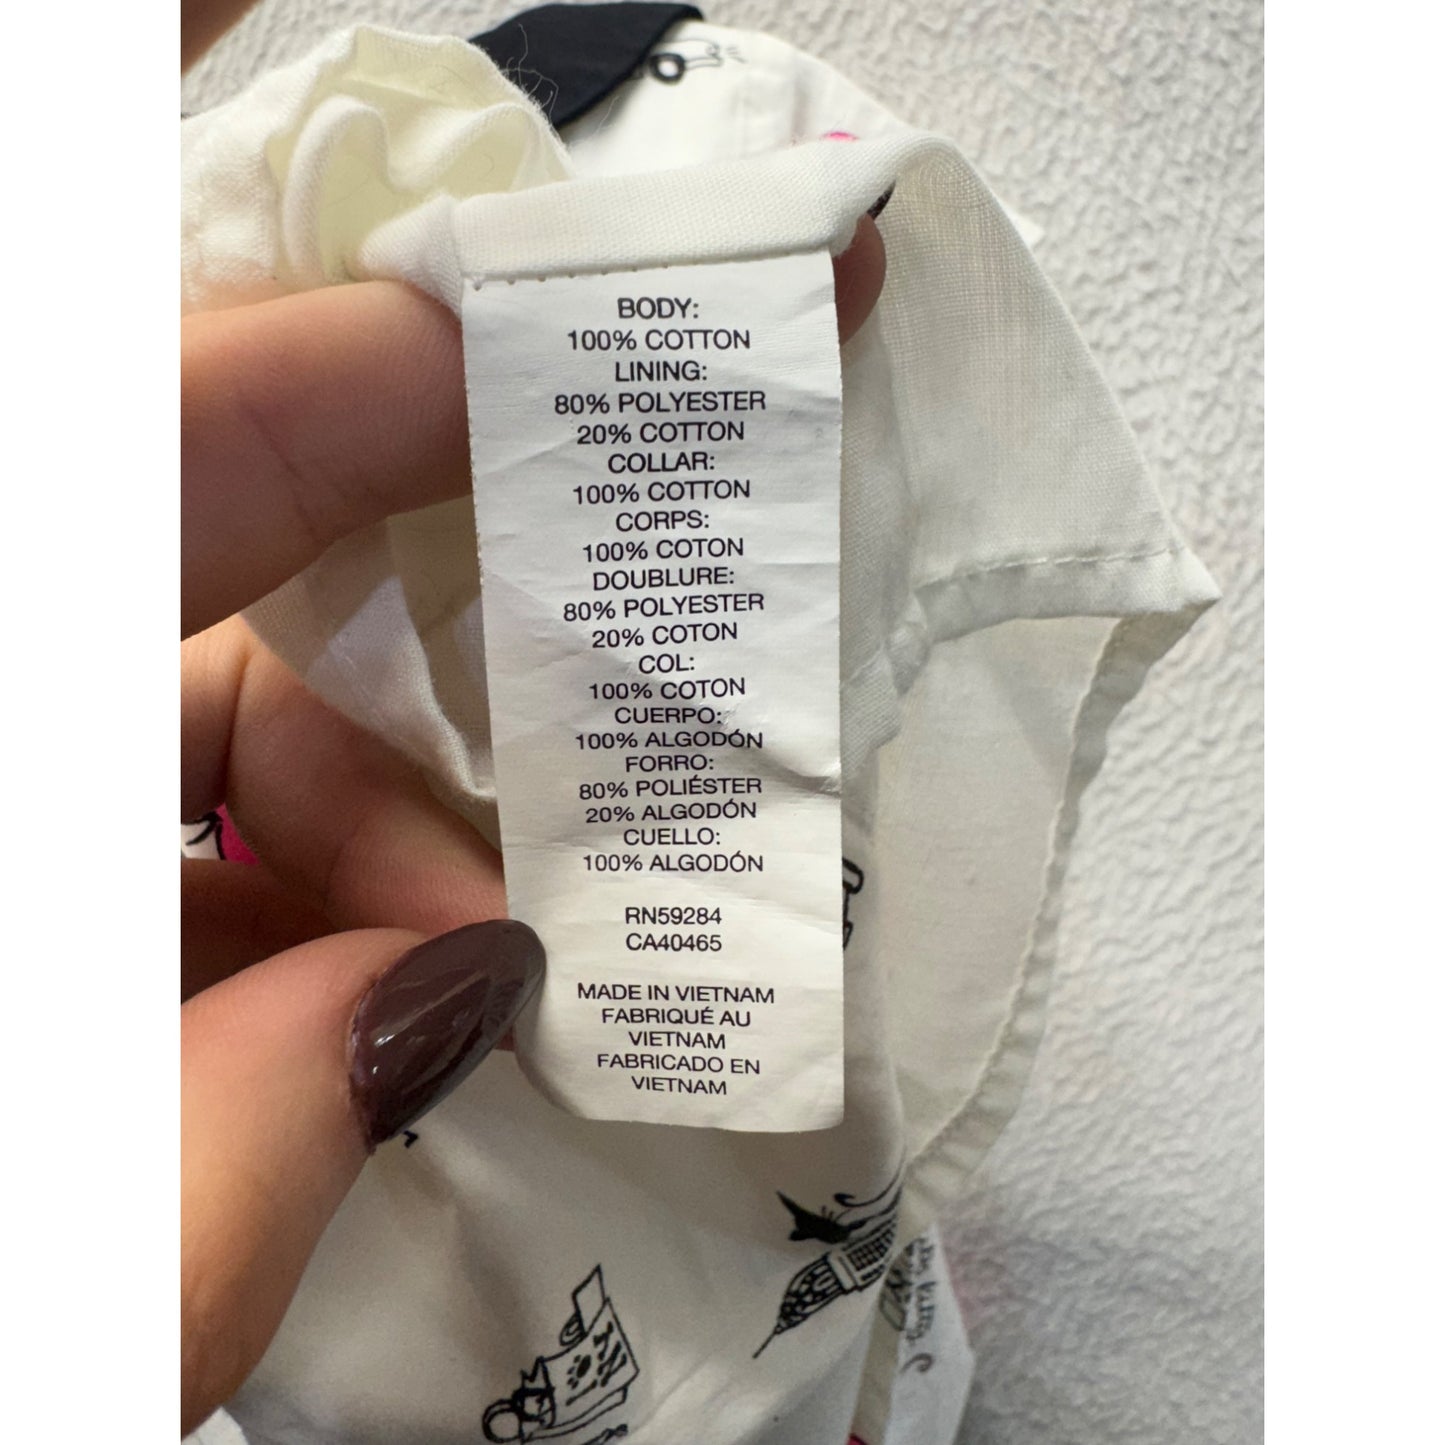 BODY:
100% COTTON
LINING:
80% POLYESTER
20% COTTON
COLLAR:
100% COTTON
CORPS:
100% COTON
DOUBLURE:
80% POLYESTER
20% COTON
COL:
100% COTON
CUERPO:
100% ALGODÓN
FORRO:
80% POLIÉSTER
20% ALGODÓN
CUELLO:
100% ALGODÓN
RN59284
CA40465
MADE IN VIETNAM
FABRIQUÉ AU
VIETNAM
FABRICADO EN
VIETNAM